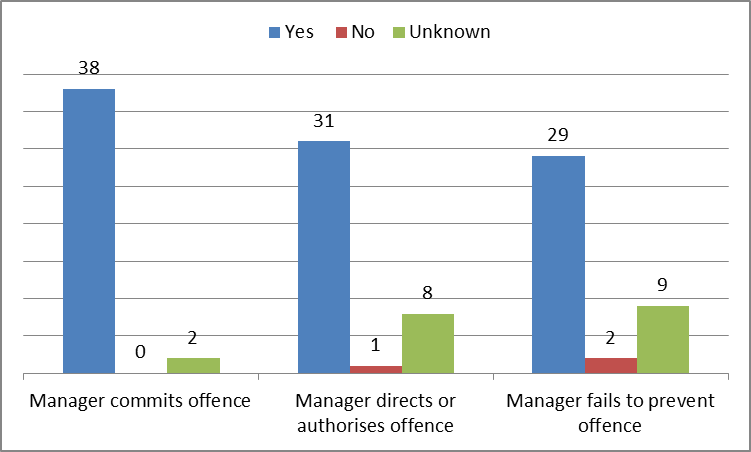 Yes No Unknown
38
0
2
31
1
8
29
2
9
Manager commits offence
Manager directs or
authorises offence
Manager fails to prevent
offence